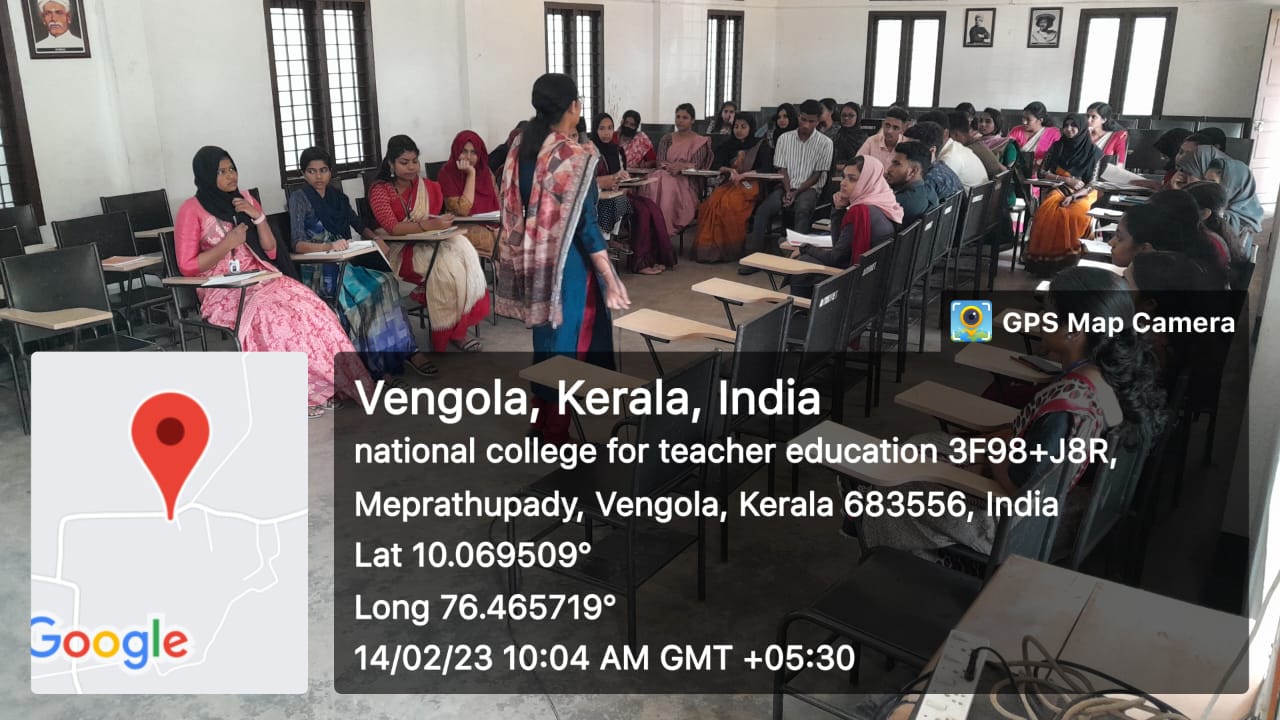 GPS Map Camera
Vengola, Kerala, India
national college for teacher education 3F98+J8R,
Meprathupady, Vengola, Kerala 683556, India
Lat 10.069509°
Long 76.465719°
14/02/23 10:04 AM GMT +05:30
Google